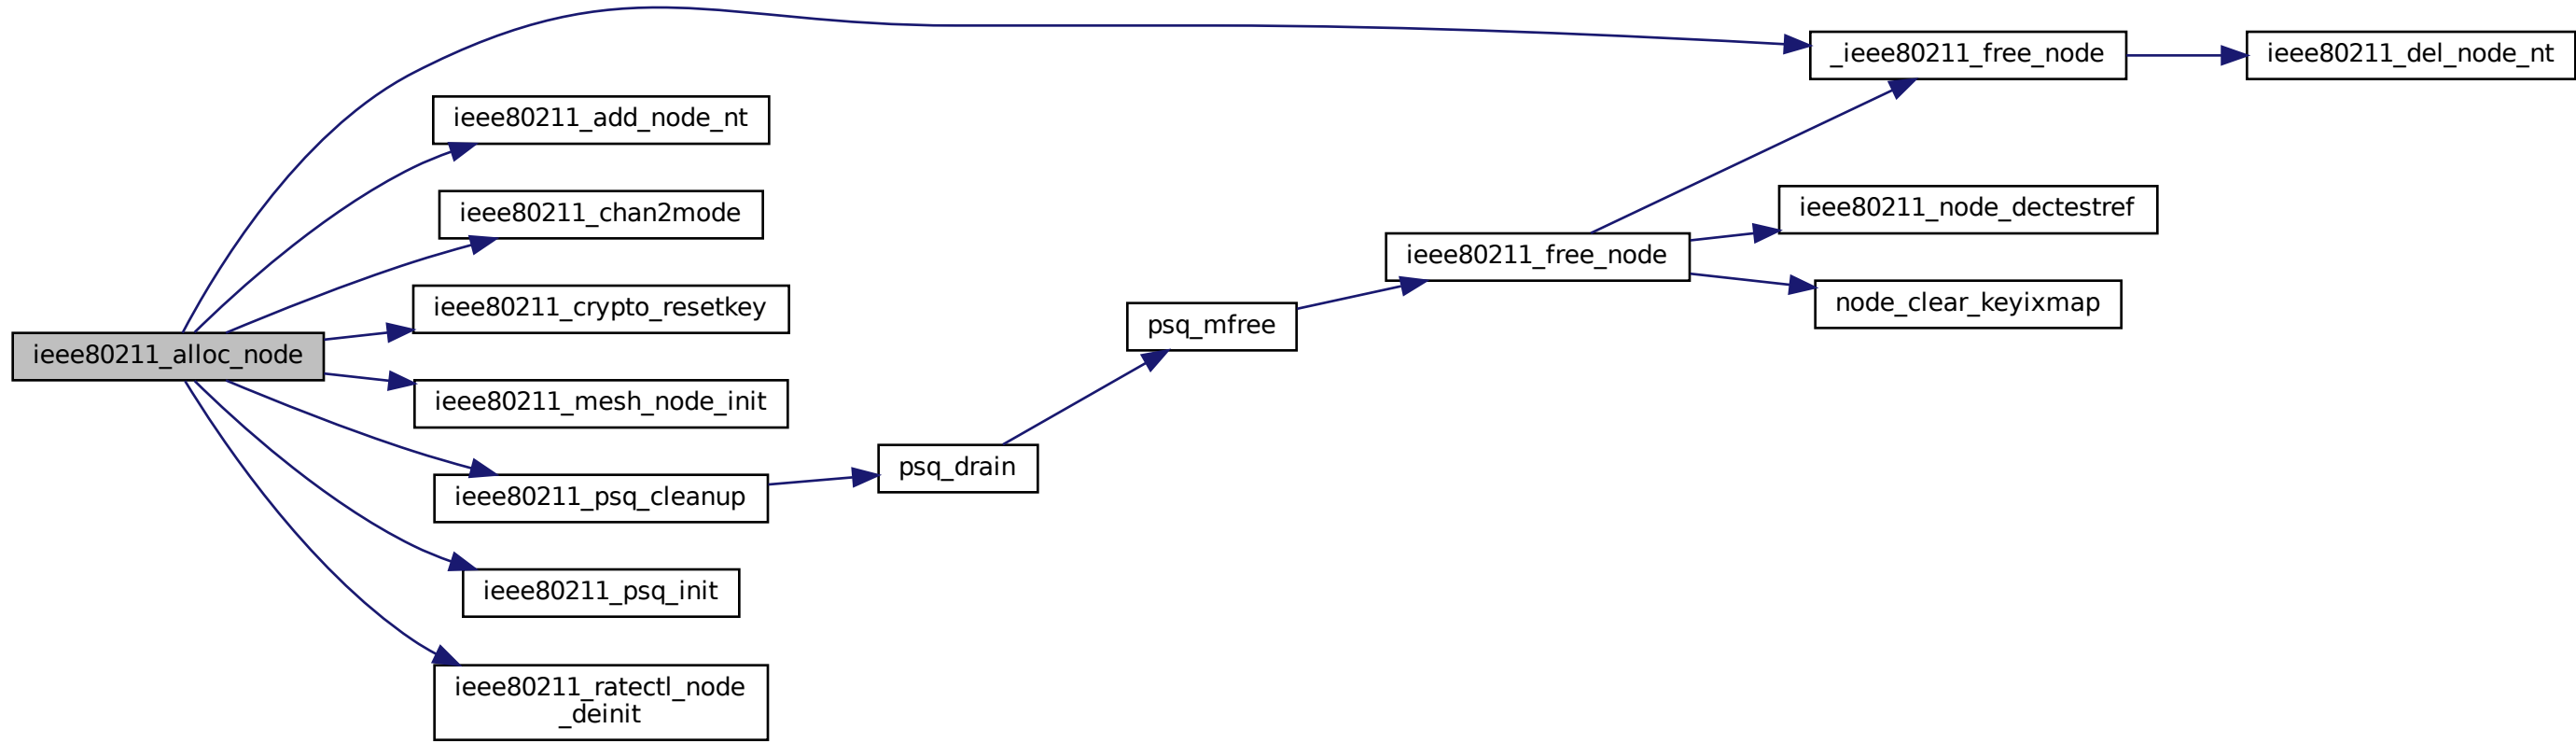 _ieee80211_free_node
ieee80211_del_node_nt
ieee80211_add_node_nt
ieee80211_chan2mode
ieee80211_node_dectestref
ieee80211_free_node
ieee80211_crypto_resetkey
node_clear_keyixmap
psq_mfree
ieee80211_alloc_node
ieee80211_mesh_node_init
psq_drain
ieee80211_psq_cleanup
ieee80211_psq_init
ieee80211_ratectl_node
_deinit